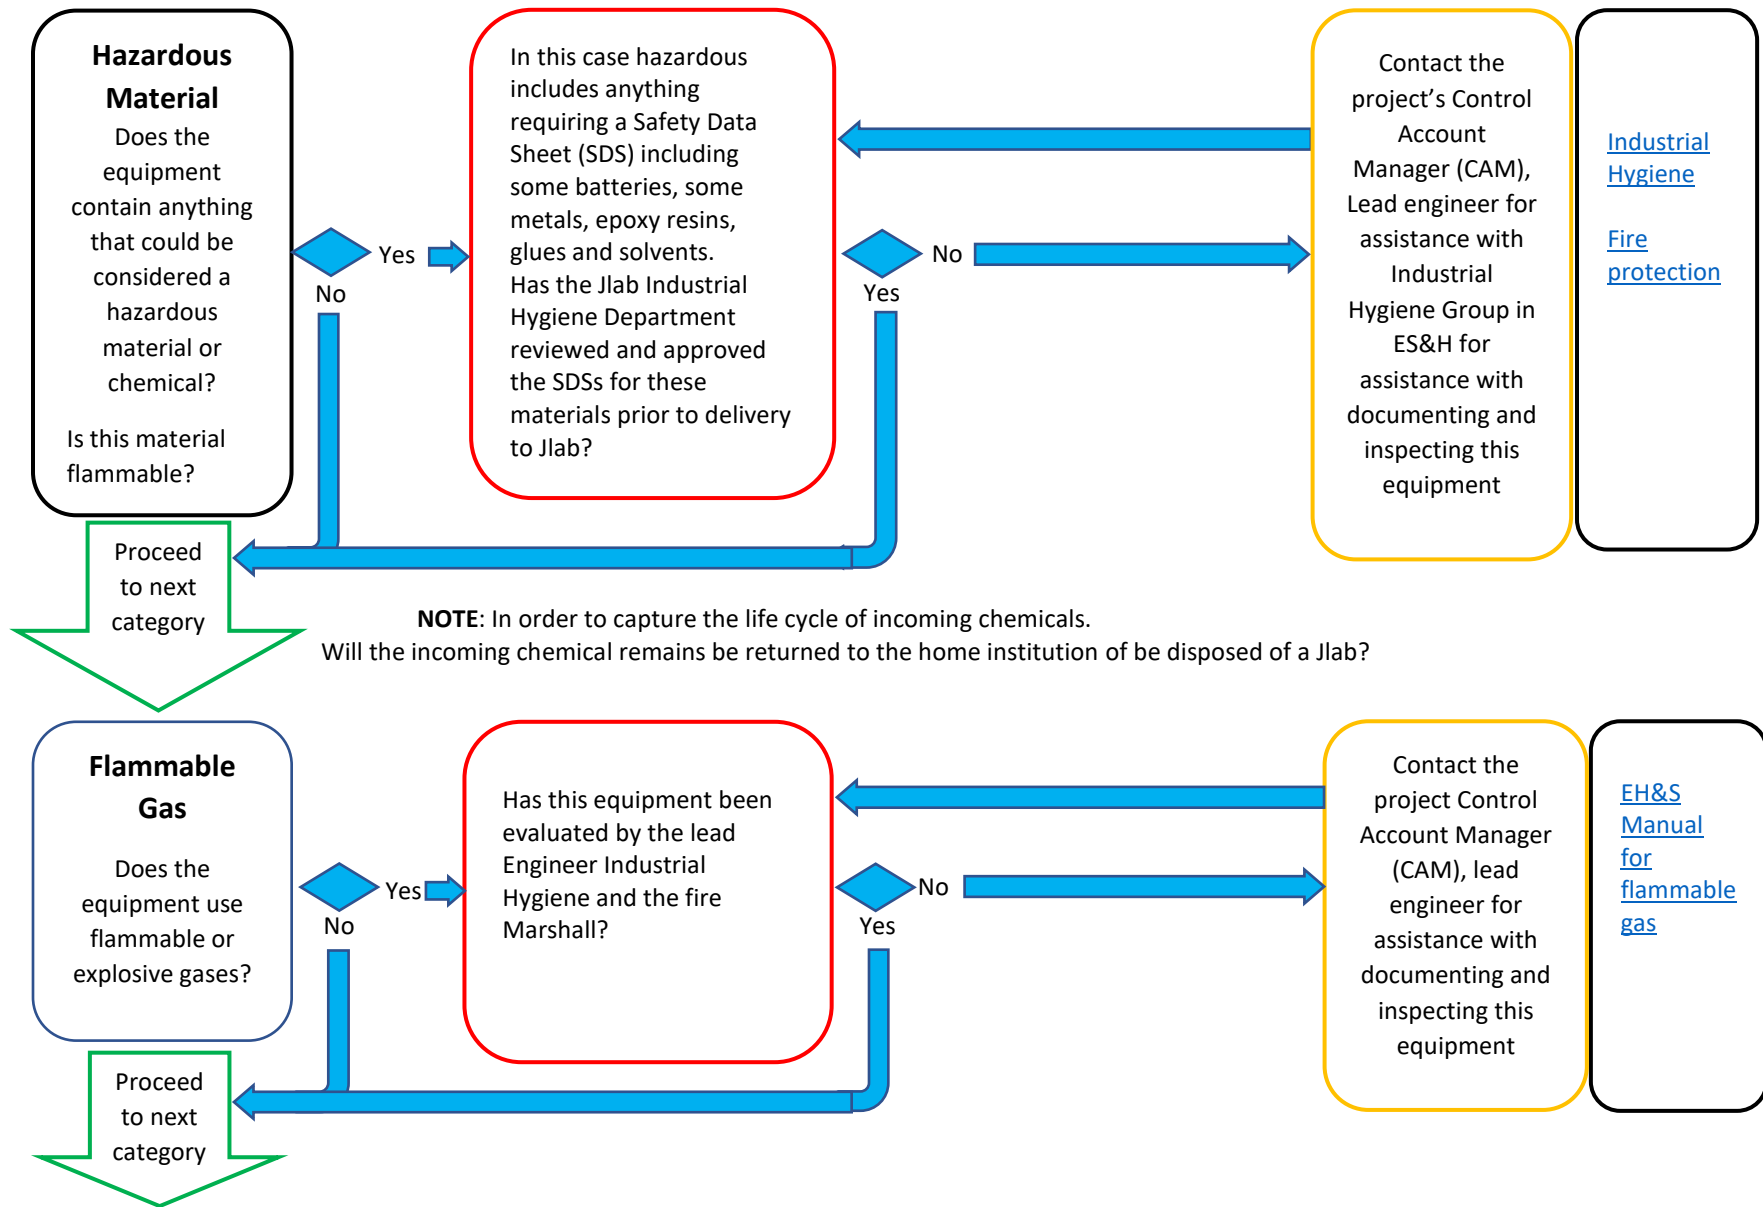 Hazardous
Material
Does the
equipment
contain anything
that could be
considered a
hazardous
material or
chemical?
Is this material
flammable?
Yes
No
In this case hazardous
includes anything
requiring a Safety Data
Sheet (SDS) including
some batteries, some
metals, epoxy resins,
glues and solvents.
Has the Jlab Industrial
Hygiene Department
reviewed and approved
the SDSs for these
materials prior to delivery
to Jlab?
No
Yes
Contact the
project’s Control
Account
Manager (CAM),
Lead engineer for
assistance with
Industrial
Hygiene Group in
ES&H for
assistance with
documenting and
inspecting this
equipment
Industrial
Hygiene
Fire
protection
Proceed
to next
category
NOTE: In order to capture the life cycle of incoming chemicals.
Will the incoming chemical remains be returned to the home institution of be disposed of a Jlab?
Flammable
Gas
Does the
equipment use
flammable or
explosive gases?
Yes
No
Has this equipment been
evaluated by the lead
Engineer Industrial
Hygiene and the fire
Marshall?
No
Yes
Contact the
project Control
Account Manager
(CAM), lead
engineer for
assistance with
documenting and
inspecting this
equipment
EH&S
Manual
for
flammable
gas
Proceed
to next
category